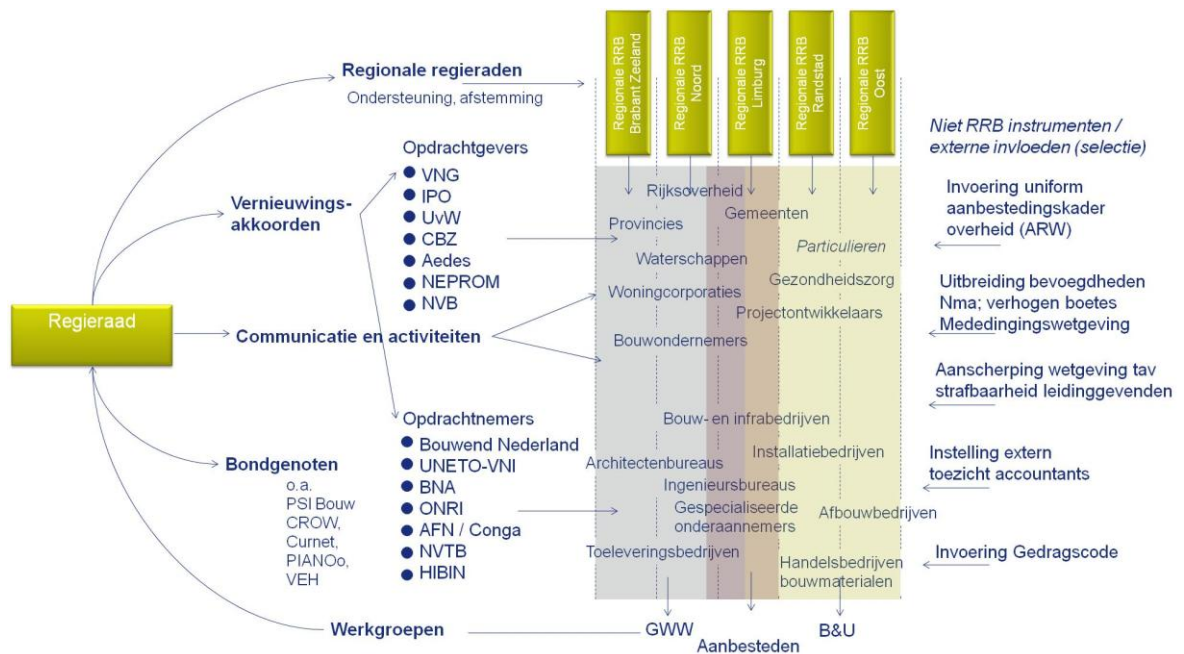 Regieraad
Regionale regieraden
Ondersteuning, afstemming
Vernieuwings-
akkoorden
Communicatie en activiteiten
Bondgenoten
o.a.
PSI Bouw
CROW,
Curnet,
PIANOo,
VEH
Werkgroepen
Opdrachtgevers
VNG
IPO
UvW
CBZ
Aedes
NEPROM
NVB
Opdrachtnemers
Bouwend Nederland
UNETO-VNI
BNA
ONRI
AFN / Conga
NVTB
HIBIN
Regionale RRB
Brabant Zeeland
Regionale RRB
Noord
Regionale RRB
Limburg
Regionale RRB
Randstad
Regionale RRB
Oost
Rijksoverheid
Gemeenten
Provincies
Particulieren
Waterschappen
Gezondheidszorg
Woningcorporaties
Projectontwikkelaars
Bouwondernemers
Bouw- en infrabedrijven
Installatiebedrijven
Architectenbureaus
Ingenieursbureaus
Gespecialiseerde
onderaannemers
Afbouwbedrijven
Toeleveringsbedrijven
Handelsbedrijven
bouwmaterialen
GWW
Aanbesteden
B&U
Niet RRB instrumenten /
externe invloeden (selectie)
Invoering uniform
aanbestedingskader
overheid (ARW)
Uitbreiding bevoegdheden
Nma; verhogen boetes
Mededingingswetgeving
Aanscherping wetgeving tav
strafbaarheid leidinggevenden
Instelling extern
toezicht accountants
Invoering Gedragscode